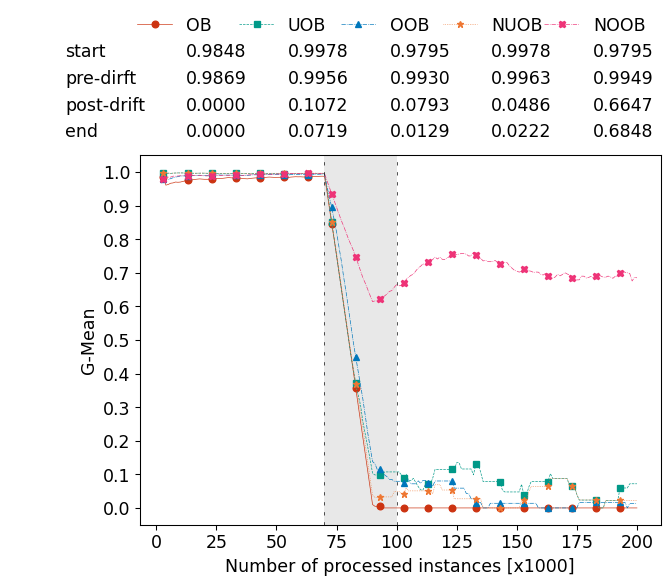 OB UOB OOB NUOB NOOB
start 0.9848 0.9978 0.9795 0.9978 0.9795
pre-dirft 0.9869 0.9956 0.9930 0.9963 0.9949
post-drift 0.0000 0.1072 0.0793 0.0486 0.6647
end 0.0000 0.0719 0.0129 0.0222 0.6848
1.0
0.9
0.8
0.7
0.6
0.5
0.4
0.3
0.2
0.1
0.0
G-Mean
0 25 50 75 100 125 150 175 200
Number of processed instances [x1000]